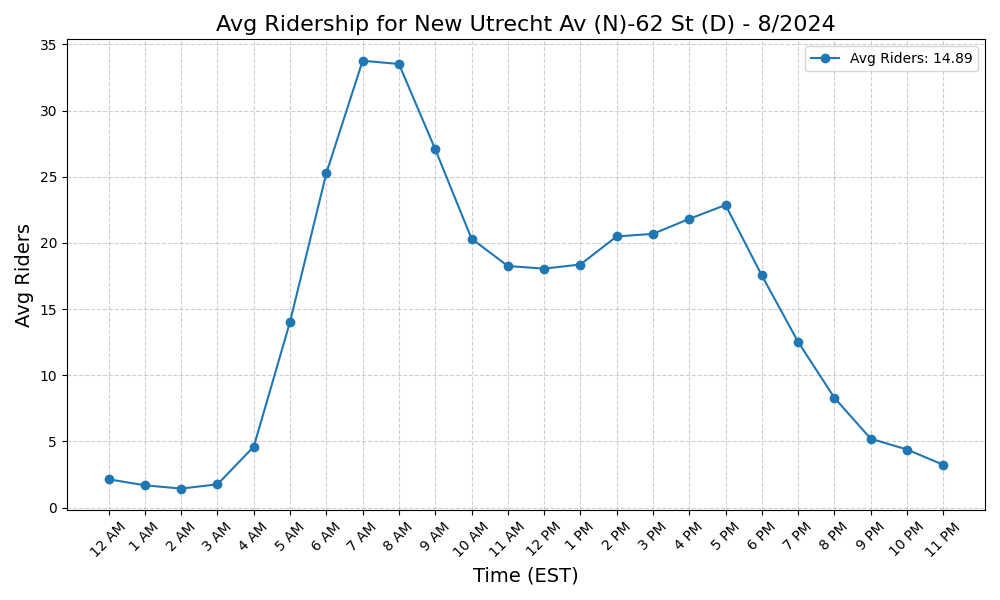 Avg Ridership for New Utrecht Av (N)-62 St (D) - 8/2024
Avg Riders: 14.89
Avg Riders
35
30
25
20
15
10
5
0
12 AM
1 AM
2 AM
3 AM
4 AM
5 AM
6 AM
7 AM
8 AM
9 AM
10 AM
11 AM
12 PM
1 PM
2 PM
3 PM
4 PM
5 PM
6 PM
7 PM
8 PM
9 PM
10 PM
11 PM
Time (EST)